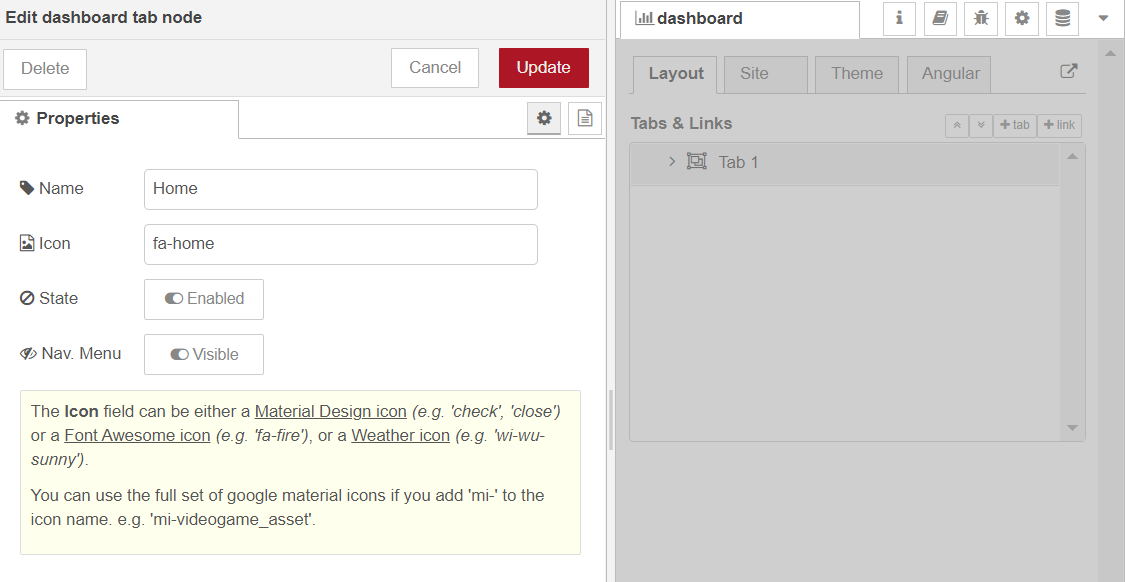 Edit dashboard tab node
Delete
Cancel
Update
Properties
Name
Home
Icon
fa-home
State
Enabled
Nav. Menu
Visible
The Icon field can be either a Material Design icon (e.g. 'check', 'close')
or a Font Awesome icon (e.g. 'fa-fire'), or a Weather icon (e.g. 'wi-wu-
sunny').
You can use the full set of google material icons if you add 'mi-' to the
icon name. e.g. 'mi-videogame_asset'.
dashboard
Layout
Site
Theme
Angular
Tabs & Links
tab
link
Tab 1